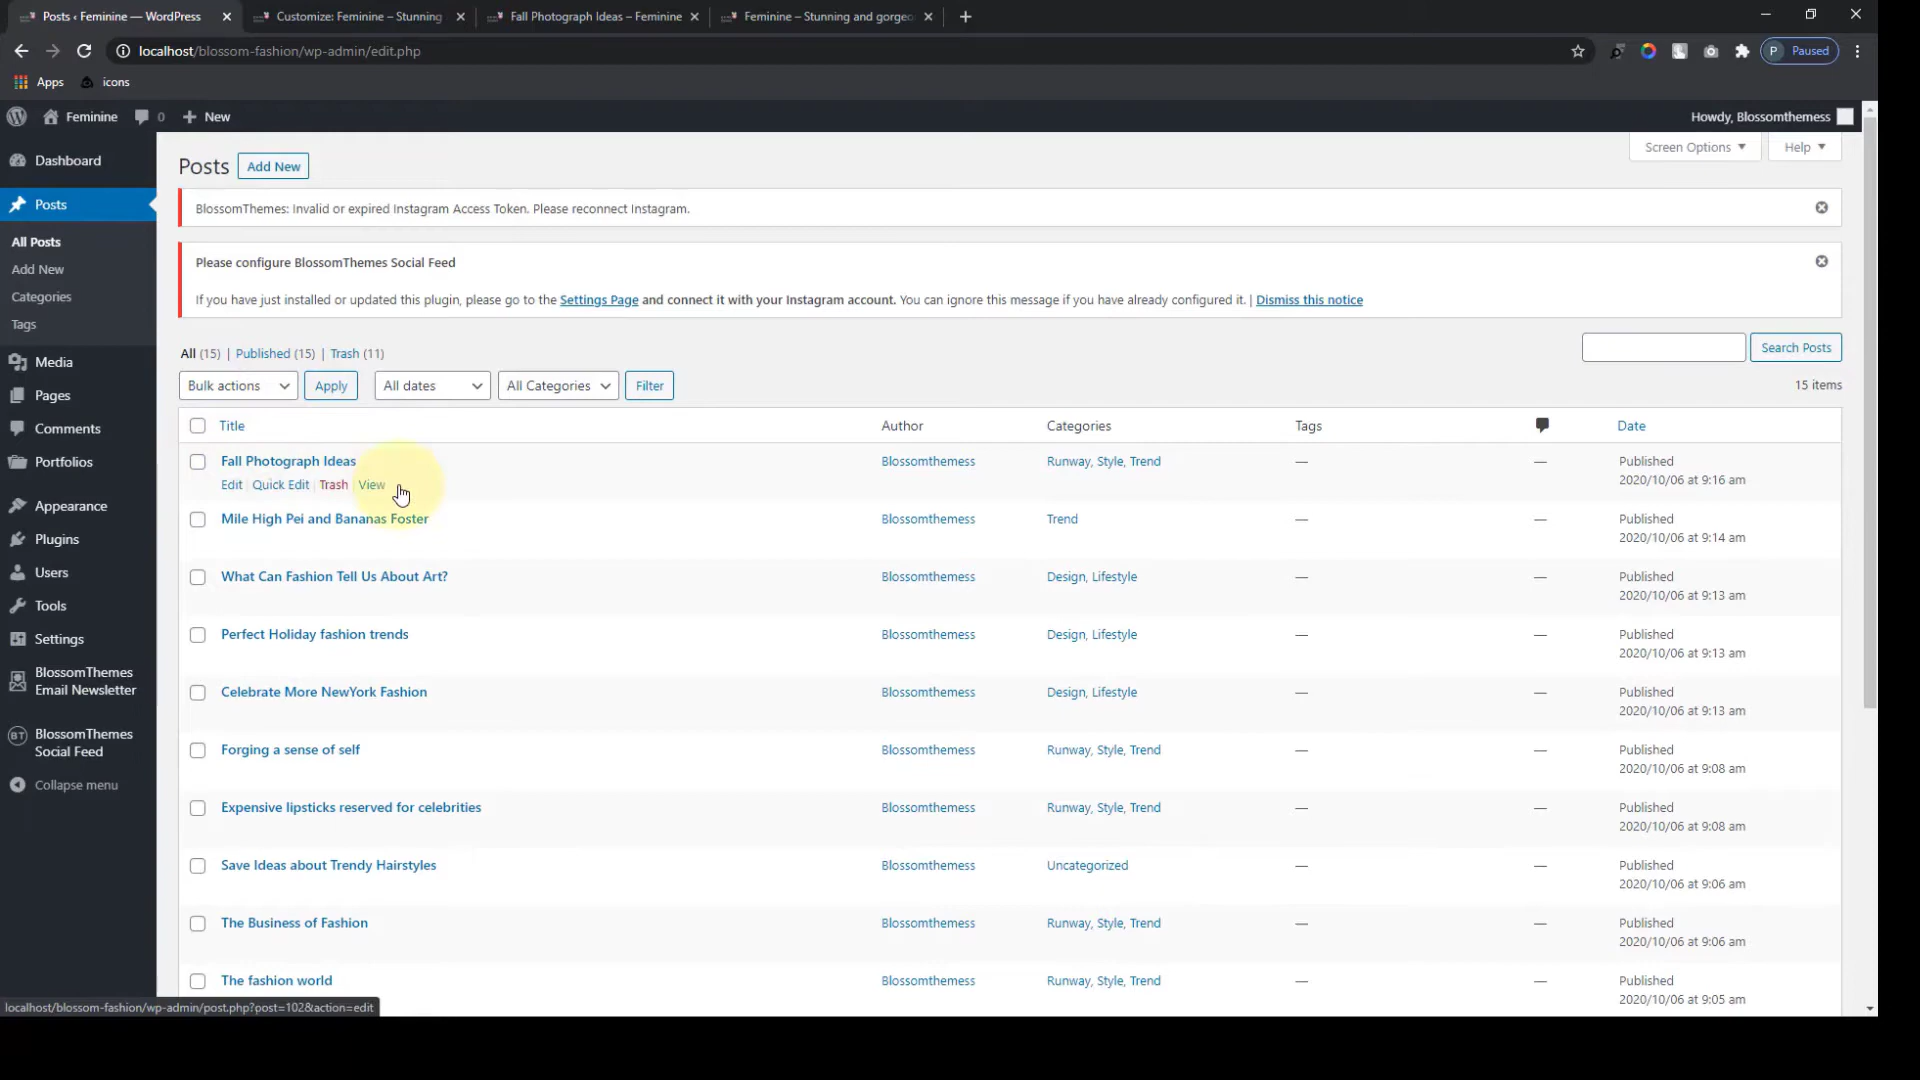 Posts ‹ Feminine — WordPress
Customize: Feminine – Stunning
Fall Photograph Ideas – Feminine
Feminine – Stunning and gorgeo
localhost/blossom-fashion/wp-admin/edit.php
P Paused
Apps icons
Feminine 0 New
Howdy, Blossomthemess
Dashboard
Posts
All Posts
Add New
Categories
Tags
Media
Pages
Comments
Portfolios
Appearance
Plugins
Users
Tools
Settings
BlossomThemes
Email Newsletter
BT BlossomThemes
Social Feed
Collapse menu
Screen Options Help
Posts Add New
BlossomThemes: Invalid or expired Instagram Access Token. Please reconnect Instagram.
Please configure BlossomThemes Social Feed
If you have just installed or updated this plugin, please go to the Settings Page and connect it with your Instagram account. You can ignore this message if you have already configured it. | Dismiss this notice
All (15) | Published (15) | Trash (11)
Search Posts
Bulk actions Apply All dates All Categories Filter
15 items
Title Author Categories Tags Date
Fall Photograph Ideas Blossomthemess Runway, Style, Trend — — Published
Edit | Quick Edit | Trash | View 2020/10/06 at 9:16 am
Mile High Pei and Bananas Foster Blossomthemess Trend — — Published
2020/10/06 at 9:14 am
What Can Fashion Tell Us About Art? Blossomthemess Design, Lifestyle — — Published
2020/10/06 at 9:13 am
Perfect Holiday fashion trends Blossomthemess Design, Lifestyle — — Published
2020/10/06 at 9:13 am
Celebrate More NewYork Fashion Blossomthemess Design, Lifestyle — — Published
2020/10/06 at 9:13 am
Forging a sense of self Blossomthemess Runway, Style, Trend — — Published
2020/10/06 at 9:08 am
Expensive lipsticks reserved for celebrities Blossomthemess Runway, Style, Trend — — Published
2020/10/06 at 9:08 am
Save Ideas about Trendy Hairstyles Blossomthemess Uncategorized — — Published
2020/10/06 at 9:06 am
The Business of Fashion Blossomthemess Runway, Style, Trend — — Published
2020/10/06 at 9:06 am
The fashion world Blossomthemess Runway, Style, Trend — — Published
2020/10/06 at 9:05 am
localhost/blossom-fashion/wp-admin/post.php?post=102&action=edit